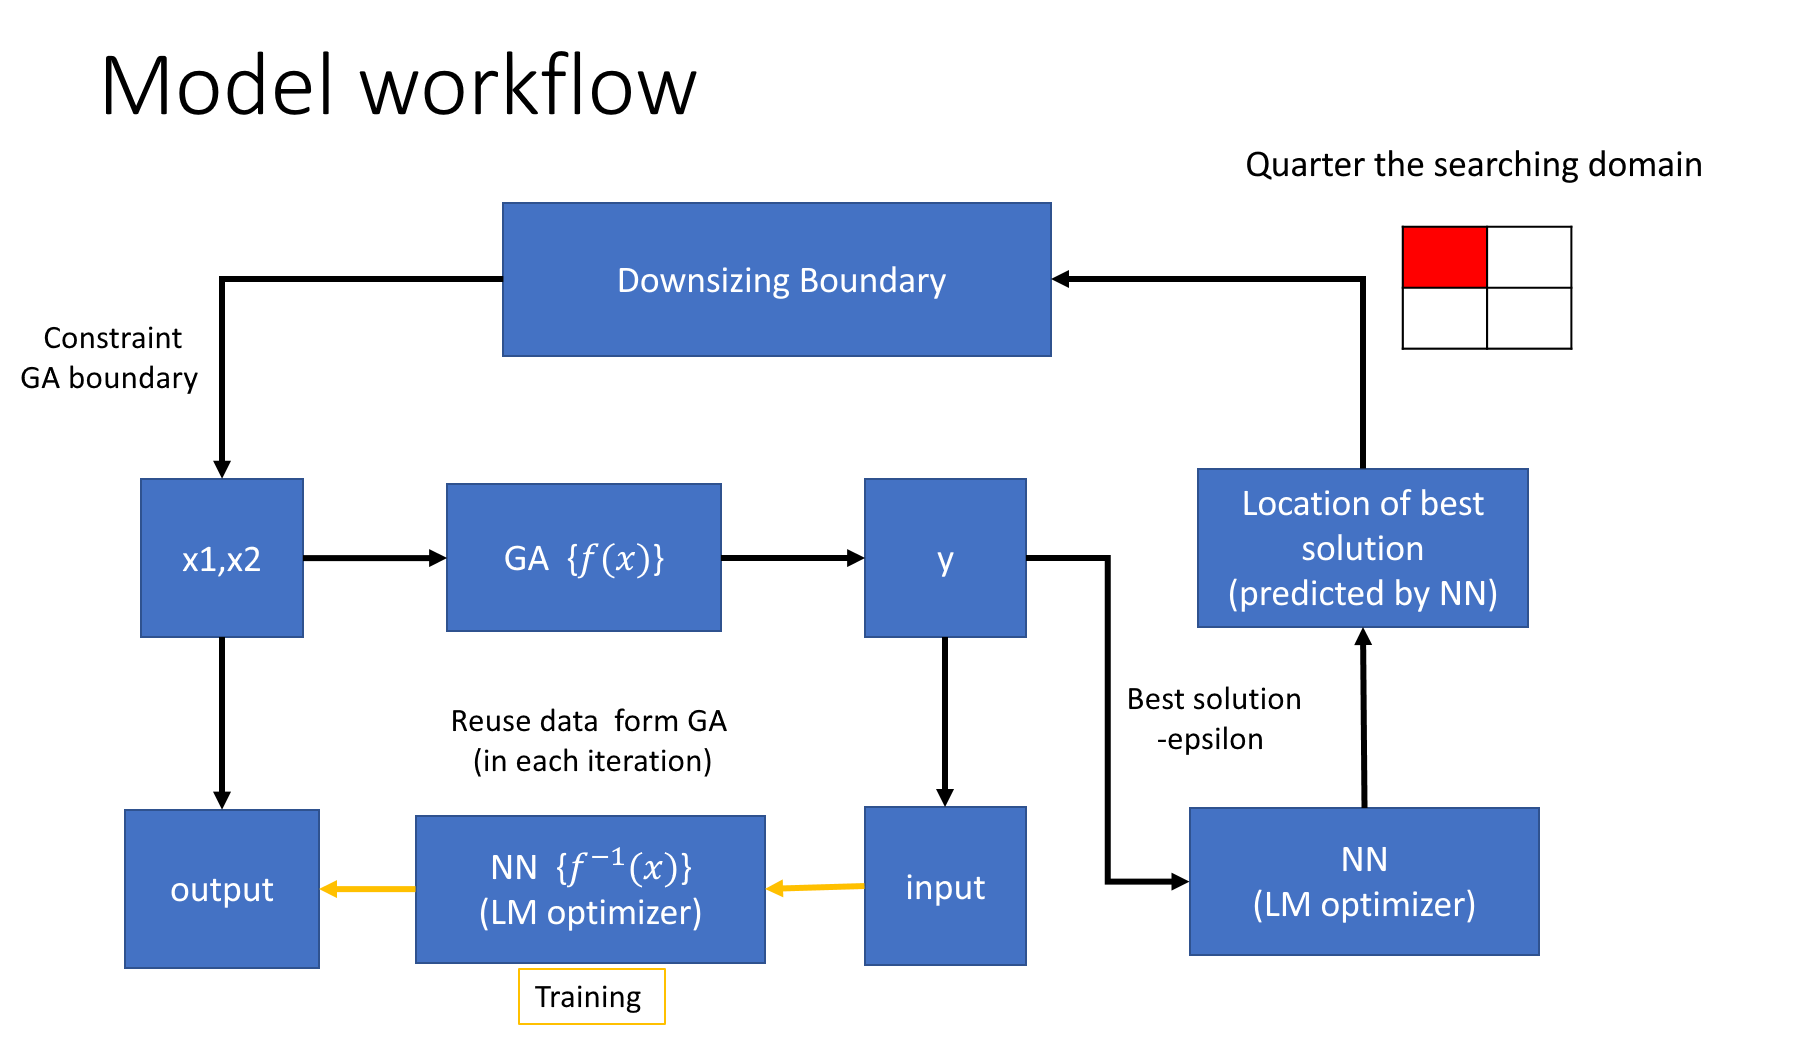 Model workflow
Quarter the searching domain
Downsizing Boundary
Constraint
GA boundary
x1,x2
GA {f(x)}
y
Location of best
solution
(predicted by NN)
Reuse data  form GA
(in each iteration)
Best solution
-epsilon
output
NN {f⁻¹(x)}
(LM optimizer)
input
NN
(LM optimizer)
Training